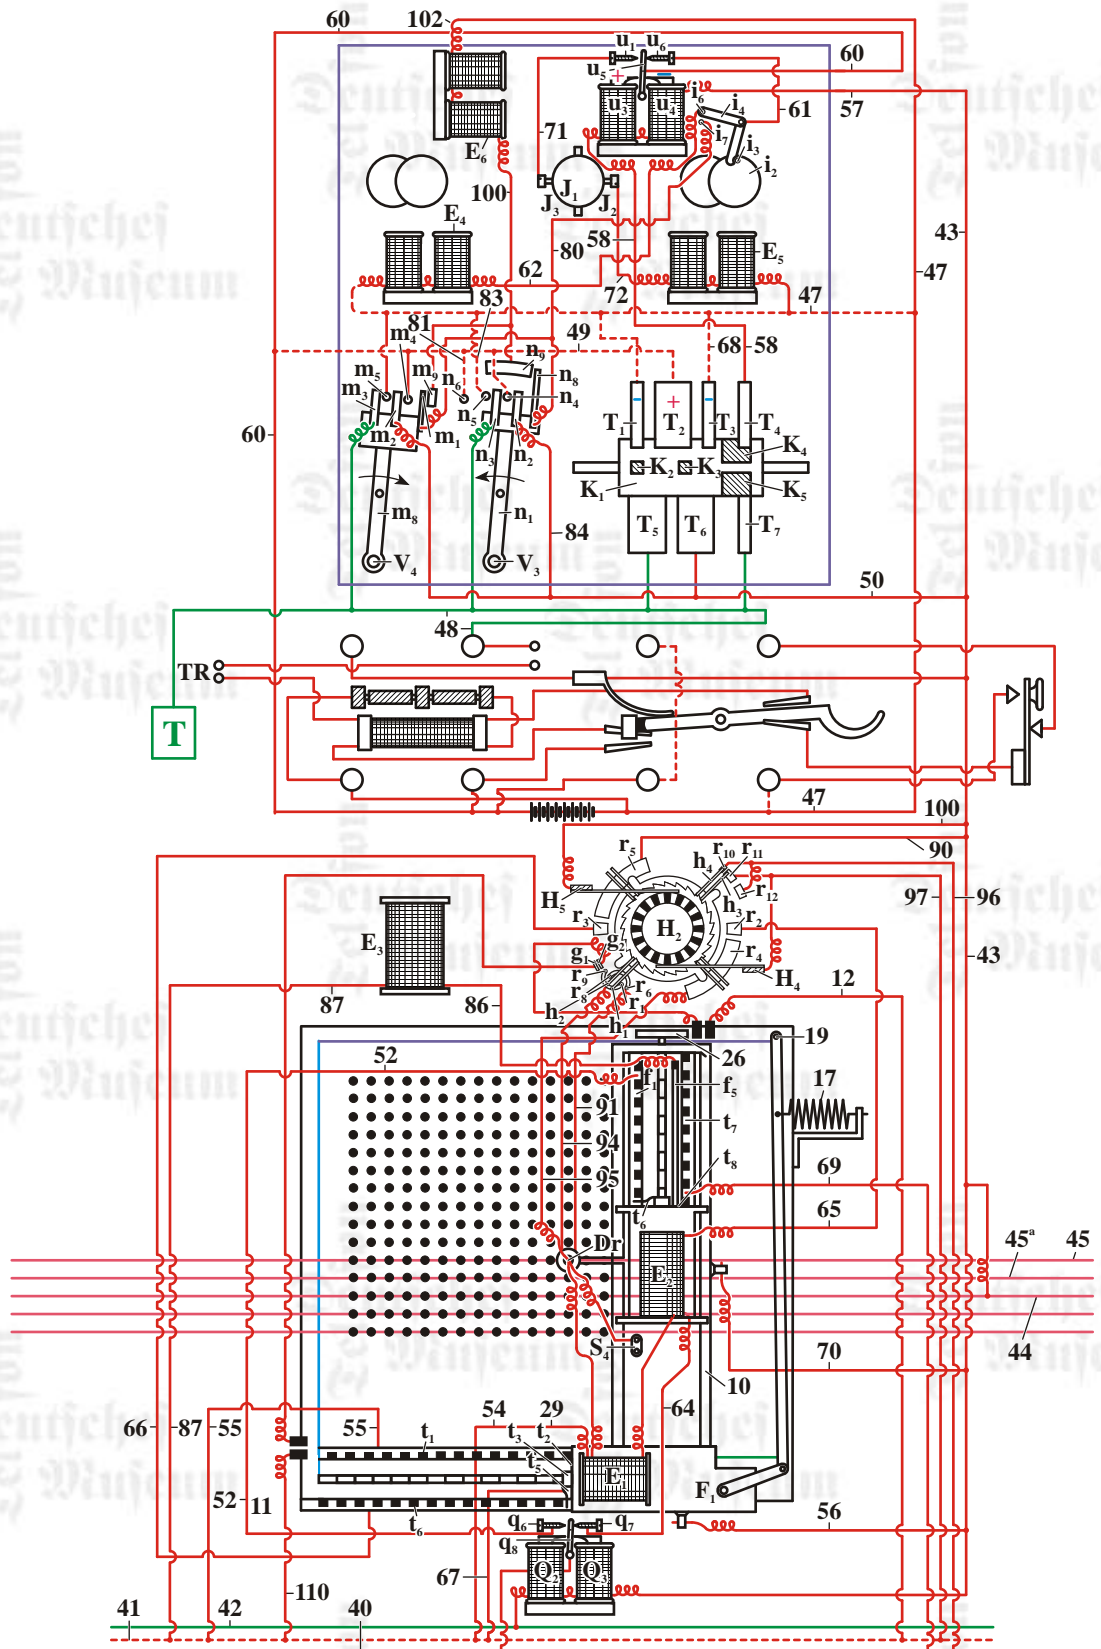 60
102
u₁ u₆
60
u₅
+
−
57
u₃ u₄
i₆ i₄
61
i₇
71
E₆
i₃
i₂
J₁
100
J₃ J₂
E₄
80
58
43
E₅
47
62
72
83
47
81
m₄
49
68
58
n₉
m₅
m₉
n₆
n₈
m₃
n₅
n₄
−
+
−
T₁ T₂ T₃ T₄
m₂ m₁
n₃ n₂
K₄
60
K₂ K₃
K₁
K₅
m₈
n₁
T₅ T₆ T₇
84
V₄
V₃
50
48
TR
T
47
100
90
r₅
r₁₀ r₁₁
h₄
r₁₂
H₅
h₃
97
96
r₃
H₂
r₂
E₃
g₂
g₁
r₄
43
r₉
r₈
r₆
H₄
12
87
86
r₁
h₂
h₁
19
26
52
17
f₁
f₅
91
t₇
94
t₈
69
95
t₆
65
Dr
45ª
45
E₂
S₄
44
70
10
66
87
55
55
54
29
64
t₁
t₃ t₂
t₅
E₁
F₁
52
11
t₆
q₆ q₇
56
q₈
Q₂ Q₃
67
110
41
42
40
Deutsches
Museum